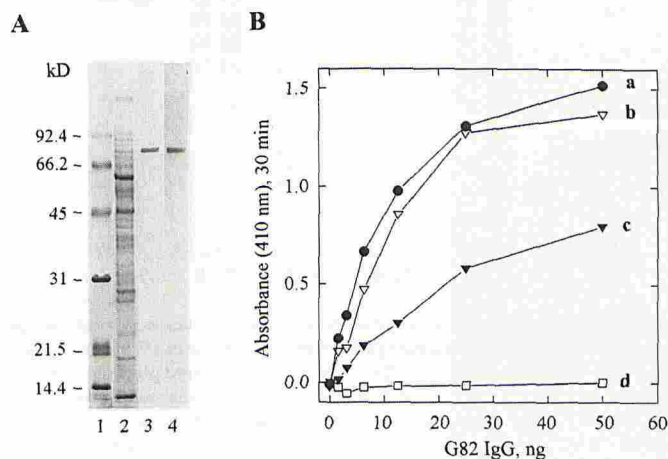 A
kD
92.4
66.2
45
31
21.5
14.4
1 2 3 4
B
Absorbance (410 nm), 30 min
1.5
1.0
0.5
0.0
a
b
c
d
0 10 20 30 40 50 60
G82 IgG, ng